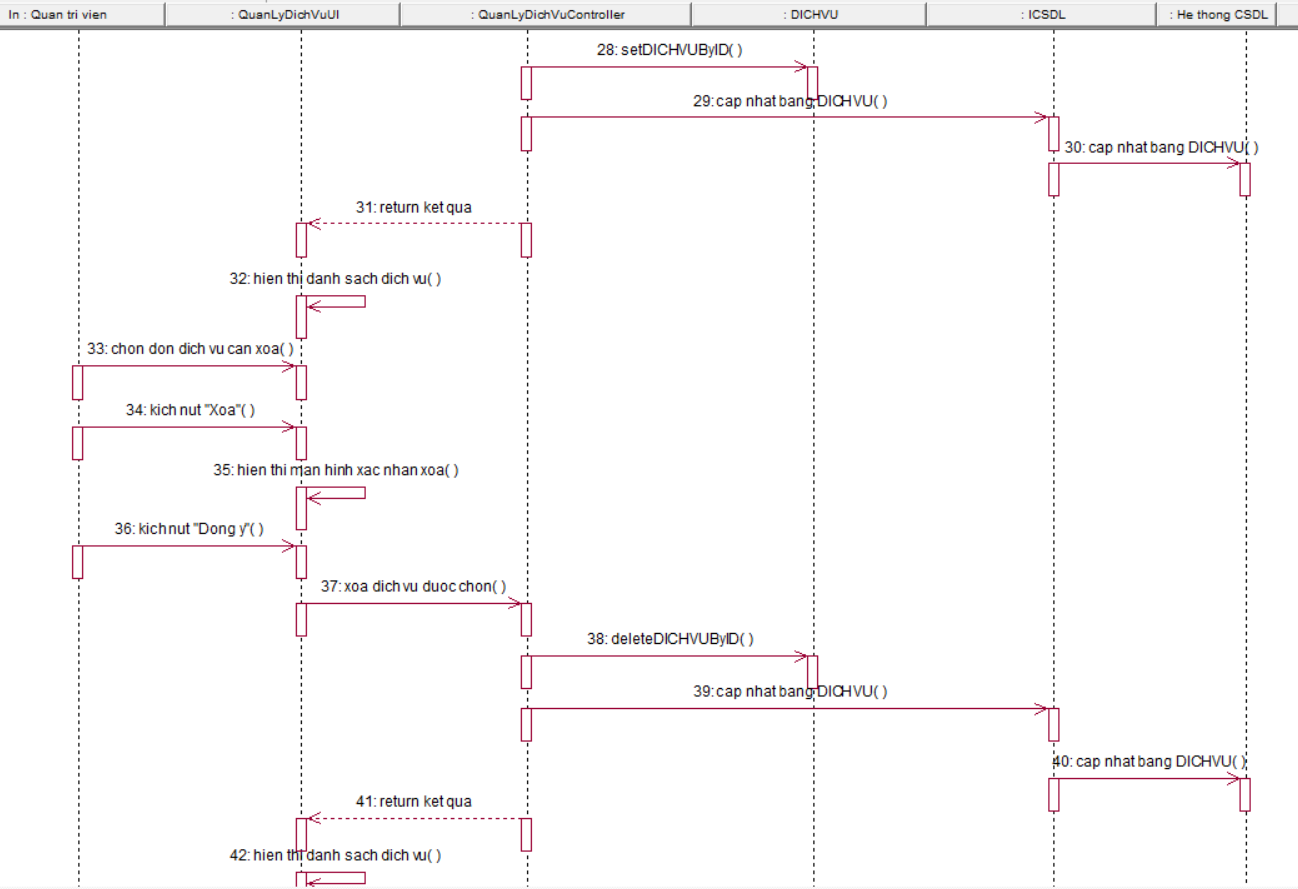 In : Quan tri vien
: QuanLyDichVuUI
: QuanLyDichVuController
: DICHVU
: ICSDL
: He thong CSDL
28: setDICHVUByID( )
29: cap nhat bang DICHVU( )
30: cap nhat bang DICHVU( )
31: return ket qua
32: hien thi danh sach dich vu( )
33: chon don dich vu can xoa( )
34: kich nut "Xoa"( )
35: hien thi man hinh xac nhan xoa( )
36: kich nut "Dong y"( )
37: xoa dich vu duoc chon( )
38: deleteDICHVUByID( )
39: cap nhat bang DICHVU( )
40: cap nhat bang DICHVU( )
41: return ket qua
42: hien thi danh sach dich vu( )